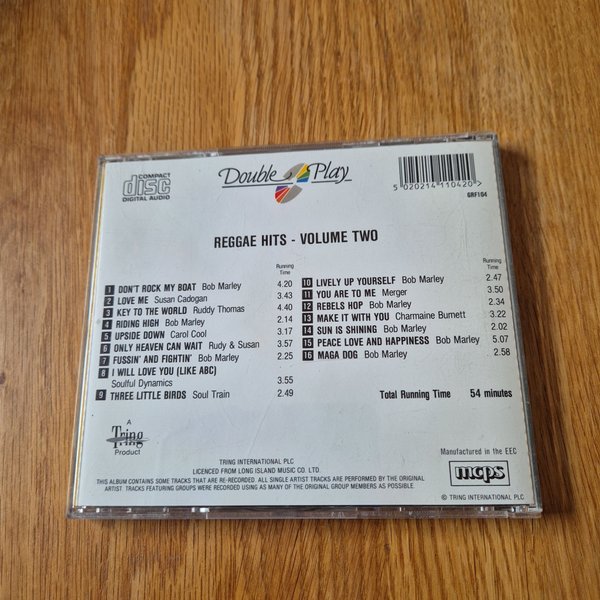 COMPACT
disc
DIGITAL AUDIO
Double Play
5 020214 110420 >
GRF104
REGGAE HITS - VOLUME TWO
Running
Time
1 DON'T ROCK MY BOAT Bob Marley 4.20
2 LOVE ME Susan Cadogan 3.43
3 KEY TO THE WORLD Ruddy Thomas 4.40
4 RIDING HIGH Bob Marley 2.14
5 UPSIDE DOWN Carol Cool 3.17
6 ONLY HEAVEN CAN WAIT Rudy & Susan 3.57
7 FUSSIN' AND FIGHTIN' Bob Marley 2.25
8 I WILL LOVE YOU (LIKE ABC)
Soulful Dynamics 3.55
9 THREE LITTLE BIRDS Soul Train 2.49
Running
Time
10 LIVELY UP YOURSELF Bob Marley 2.47
11 YOU ARE TO ME Merger 3.50
12 REBELS HOP Bob Marley 2.34
13 MAKE IT WITH YOU Charmaine Burnett 3.22
14 SUN IS SHINING Bob Marley 2.02
15 PEACE LOVE AND HAPPINESS Bob Marley 5.07
16 MAGA DOG Bob Marley 2.58
Total Running Time 54 minutes
A
Tring
Product
TRING INTERNATIONAL PLC
LICENCED FROM LONG ISLAND MUSIC CO. LTD.
THIS ALBUM CONTAINS SOME TRACKS THAT ARE RE-RECORDED. ALL SINGLE ARTIST TRACKS ARE PERFORMED BY THE ORIGINAL
ARTIST. TRACKS FEATURING GROUPS WERE RECORDED USING AS MANY OF THE ORIGINAL GROUP MEMBERS AS POSSIBLE.
Manufactured in the EEC
mcps
© TRING INTERNATIONAL PLC